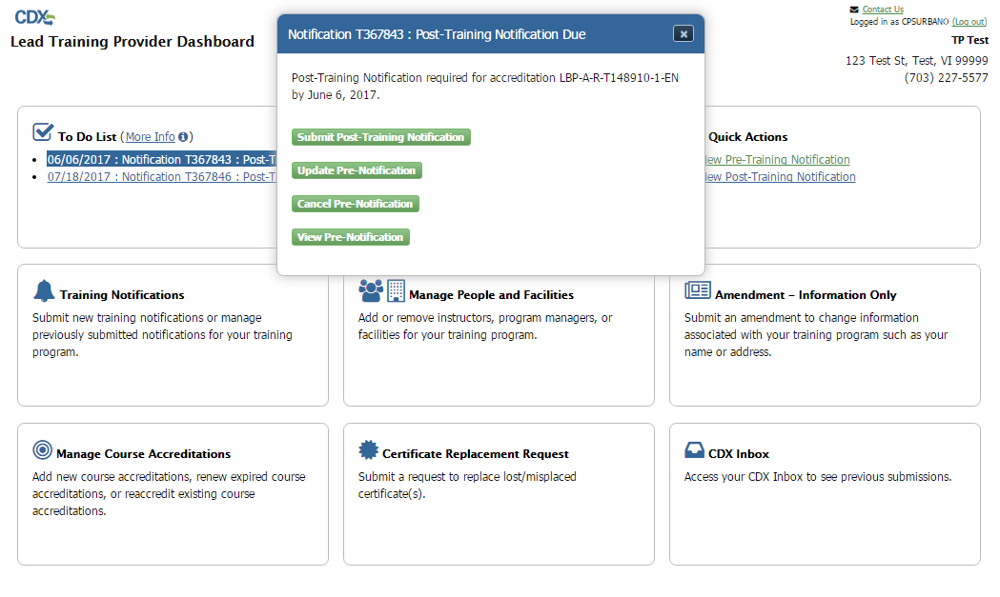 CDX
Contact Us
Logged in as CPSURBANO (Log out)
Lead Training Provider Dashboard
TP Test
123 Test St, Test, VI 99999
(703) 227-5577
Notification T367843 : Post-Training Notification Due
Post-Training Notification required for accreditation LBP-A-R-T148910-1-EN
by June 6, 2017.
Submit Post-Training Notification
Update Pre-Notification
Cancel Pre-Notification
View Pre-Notification
To Do List (More Info)
06/06/2017 : Notification T367843 : Post-T
07/18/2017 : Notification T367846 : Post-T
Quick Actions
ew Pre-Training Notification
ew Post-Training Notification
Training Notifications
Submit new training notifications or manage
previously submitted notifications for your training
program.
Manage People and Facilities
Add or remove instructors, program managers, or
facilities for your training program.
Amendment – Information Only
Submit an amendment to change information
associated with your training program such as your
name or address.
Manage Course Accreditations
Add new course accreditations, renew expired course
accreditations, or reaccredit existing course
accreditations.
Certificate Replacement Request
Submit a request to replace lost/misplaced
certificate(s).
CDX Inbox
Access your CDX Inbox to see previous submissions.